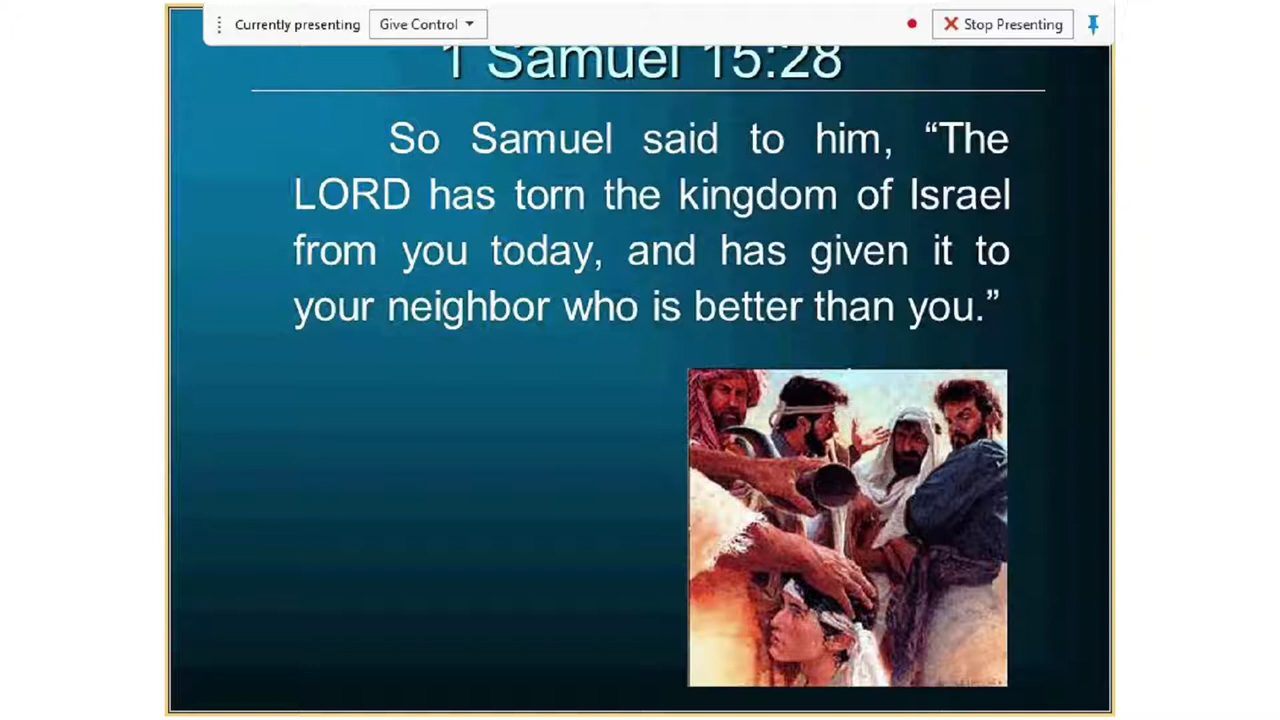 Currently presenting Give Control Stop Presenting
1 Samuel 15:28
So Samuel said to him, “The
LORD has torn the kingdom of Israel
from you today, and has given it to
your neighbor who is better than you.”